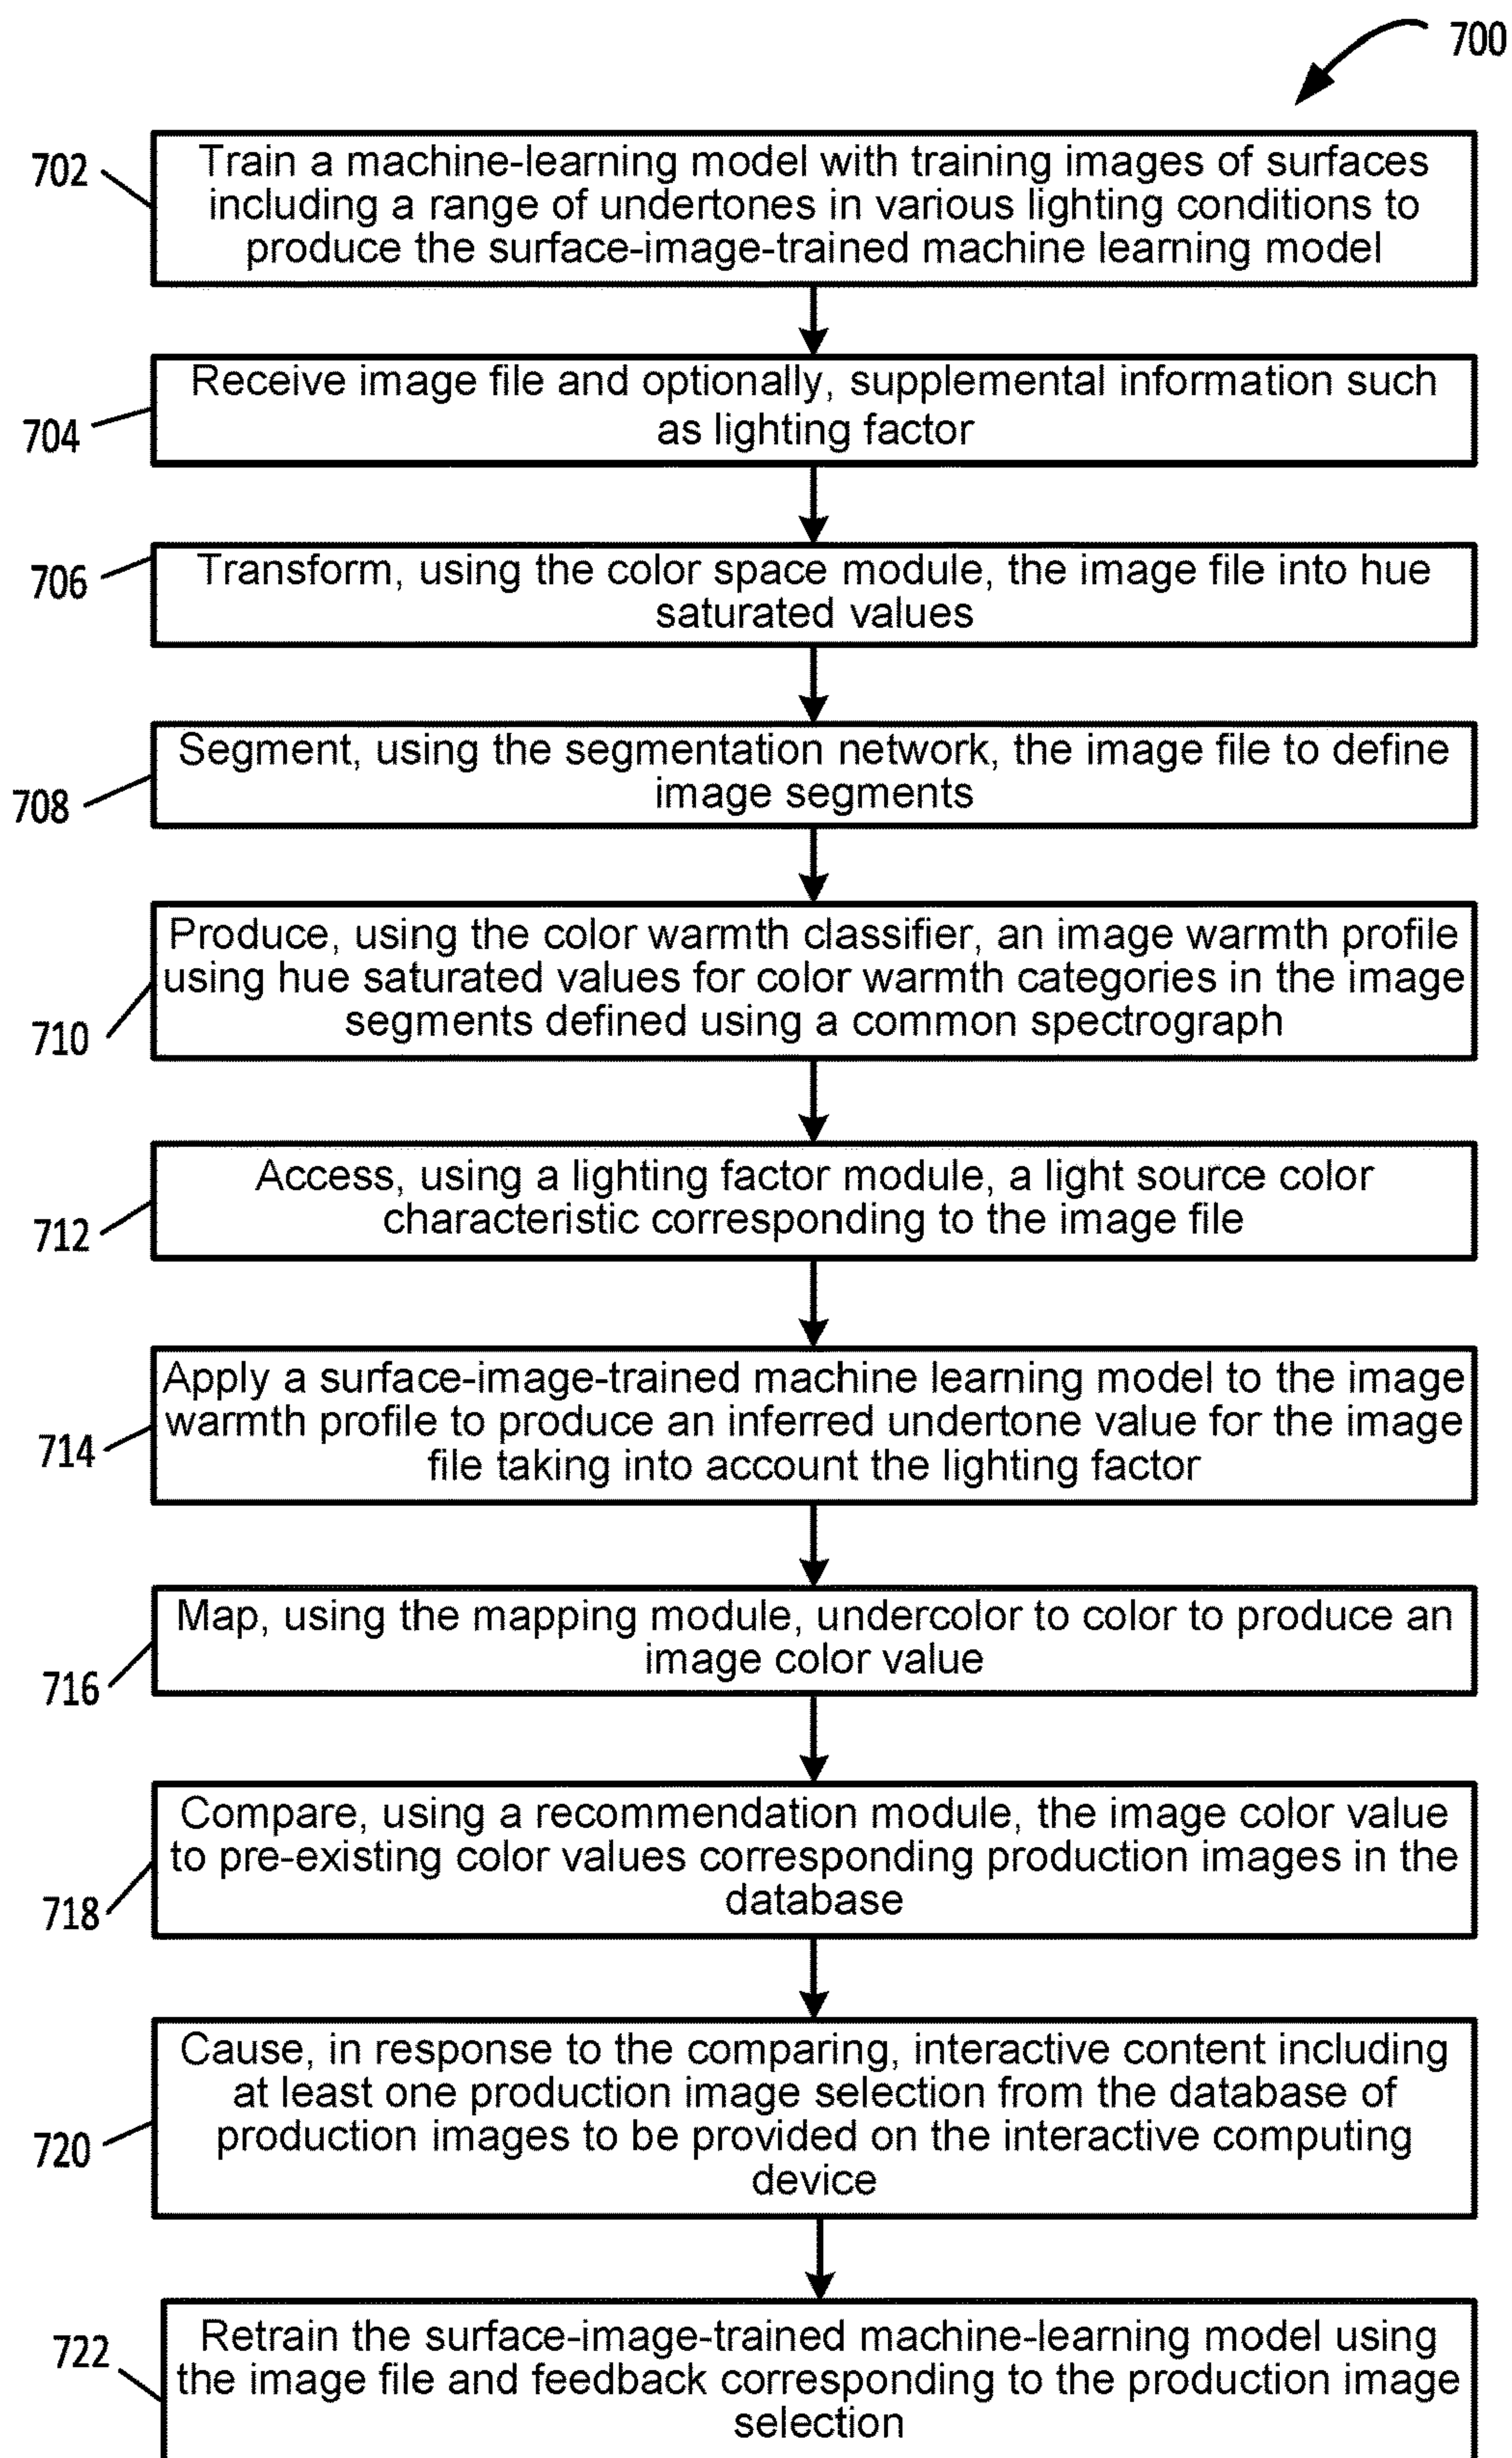 700
702
Train a machine-learning model with training images of surfaces
including a range of undertones in various lighting conditions to
produce the surface-image-trained machine learning model
704
Receive image file and optionally, supplemental information such
as lighting factor
706
Transform, using the color space module, the image file into hue
saturated values
708
Segment, using the segmentation network, the image file to define
image segments
710
Produce, using the color warmth classifier, an image warmth profile
using hue saturated values for color warmth categories in the image
segments defined using a common spectrograph
712
Access, using a lighting factor module, a light source color
characteristic corresponding to the image file
714
Apply a surface-image-trained machine learning model to the image
warmth profile to produce an inferred undertone value for the image
file taking into account the lighting factor
716
Map, using the mapping module, undercolor to color to produce an
image color value
718
Compare, using a recommendation module, the image color value
to pre-existing color values corresponding production images in the
database
720
Cause, in response to the comparing, interactive content including
at least one production image selection from the database of
production images to be provided on the interactive computing
device
722
Retrain the surface-image-trained machine-learning model using
the image file and feedback corresponding to the production image
selection